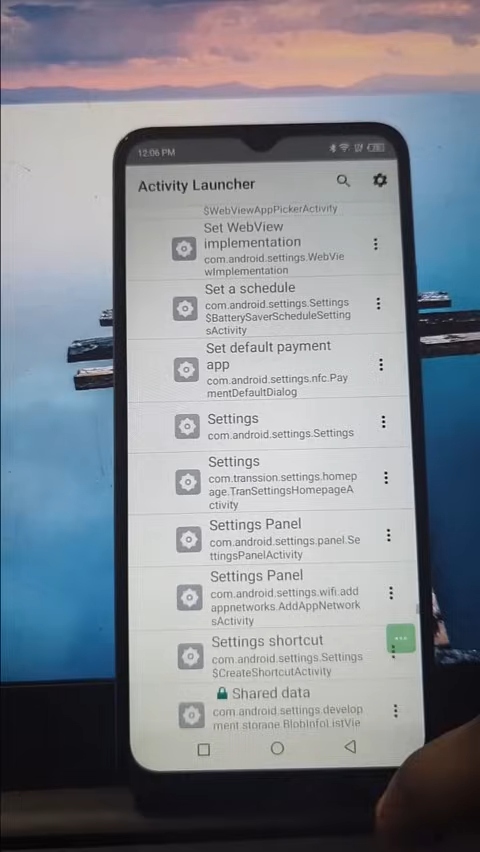 12:06 PM
Activity Launcher
$WebViewAppPickerActivity
Set WebView
implementation
com.android.settings.WebVie
wImplementation
Set a schedule
com.android.settings.Settings
$BatterySaverScheduleSetting
sActivity
Set default payment
app
com.android.settings.nfc.Pay
mentDefaultDialog
Settings
com.android.settings.Settings
Settings
com.transsion.settings.homep
age.TranSettingsHomepageA
ctivity
Settings Panel
com.android.settings.panel.Se
ttingsPanelActivity
Settings Panel
com.android.settings.wifi.add
appnetworks.AddAppNetwork
sActivity
Settings shortcut
com.android.settings.Settings
$CreateShortcutActivity
Shared data
com.android.settings.develop
ment.storage.BlobInfoListVie